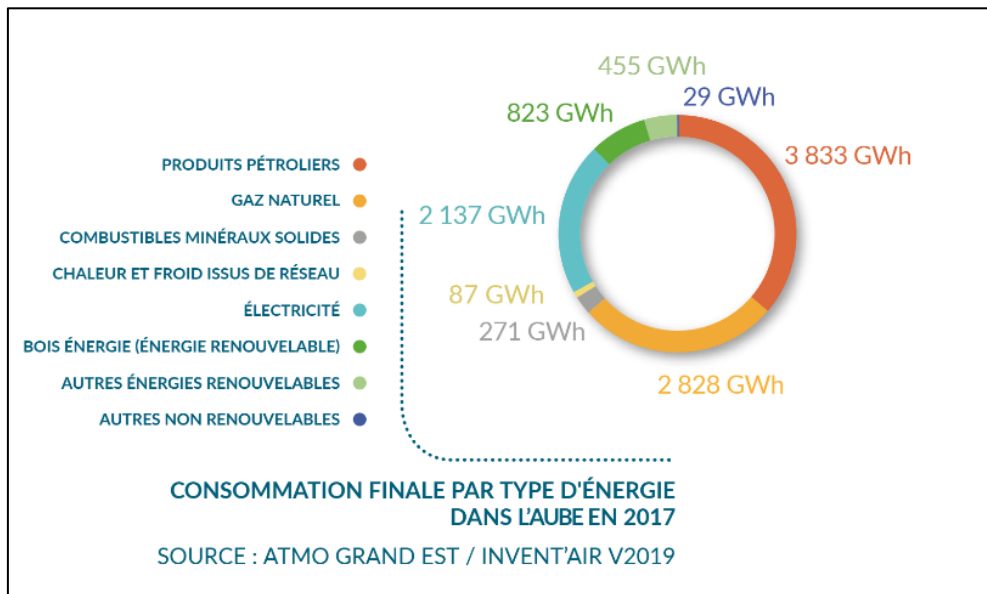 455 GWh
29 GWh
823 GWh
3 833 GWh
PRODUITS PÉTROLIERS
GAZ NATUREL
2 137 GWh
COMBUSTIBLES MINÉRAUX SOLIDES
CHALEUR ET FROID ISUS DE RÉSEAU
87 GWh
ÉLECTRICITÉ
271 GWh
BOIS ÉNERGIE (ÉNERGIE RENOUVELABLE)
AUTRES ÉNERGIES RENOUVELABLES
2 828 GWh
AUTRES NON RENOUVELABLES
CONSOMMATION FINALE PAR TYPE D'ÉNERGIE
DANS L'AUBE EN 2017
SOURCE : ATMO GRAND EST / INVENT'AIR V2019